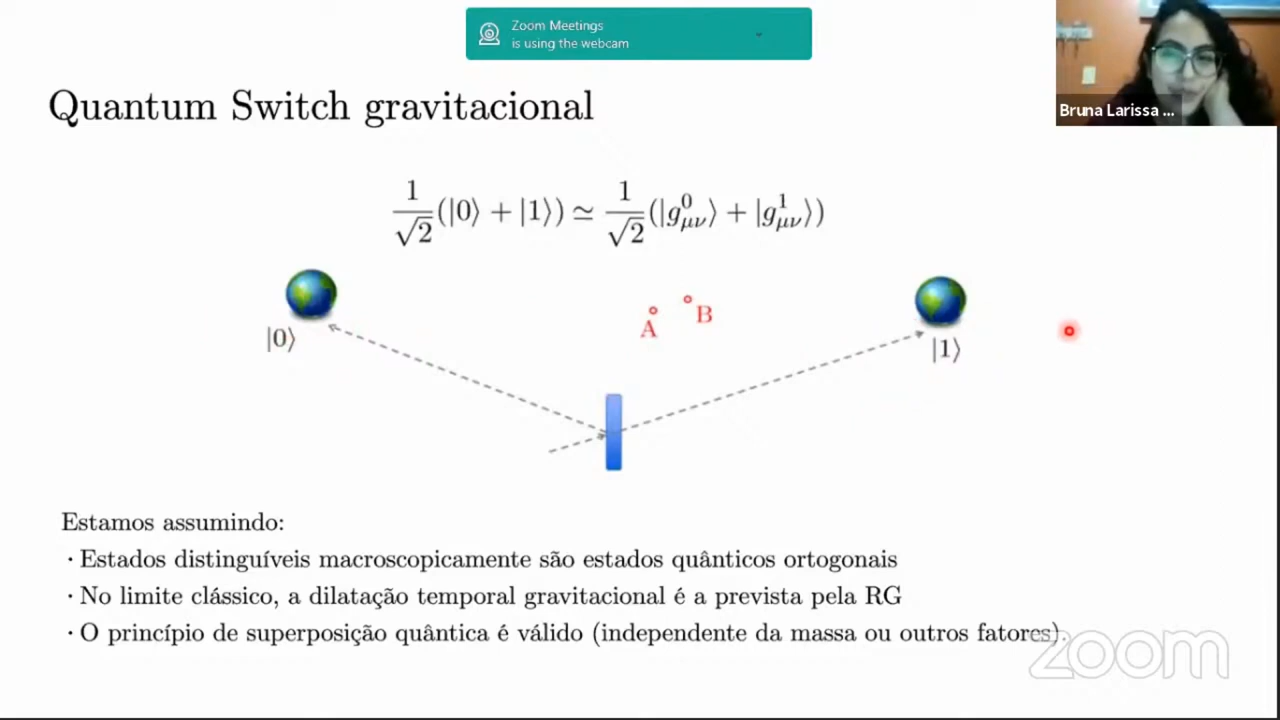 Zoom Meetings
is using the webcam
Bruna Larissa ...
Quantum Switch gravitacional
1/√2(|0⟩ + |1⟩) ≃ 1/√2(|g⁰μν⟩ + |g¹μν⟩)
|0⟩
A
B
|1⟩
Estamos assumindo:
· Estados distinguíveis macroscopicamente são estados quânticos ortogonais
· No limite clássico, a dilatação temporal gravitacional é a prevista pela RG
· O princípio de superposição quântica é válido (independente da massa ou outros fatores).
zoom